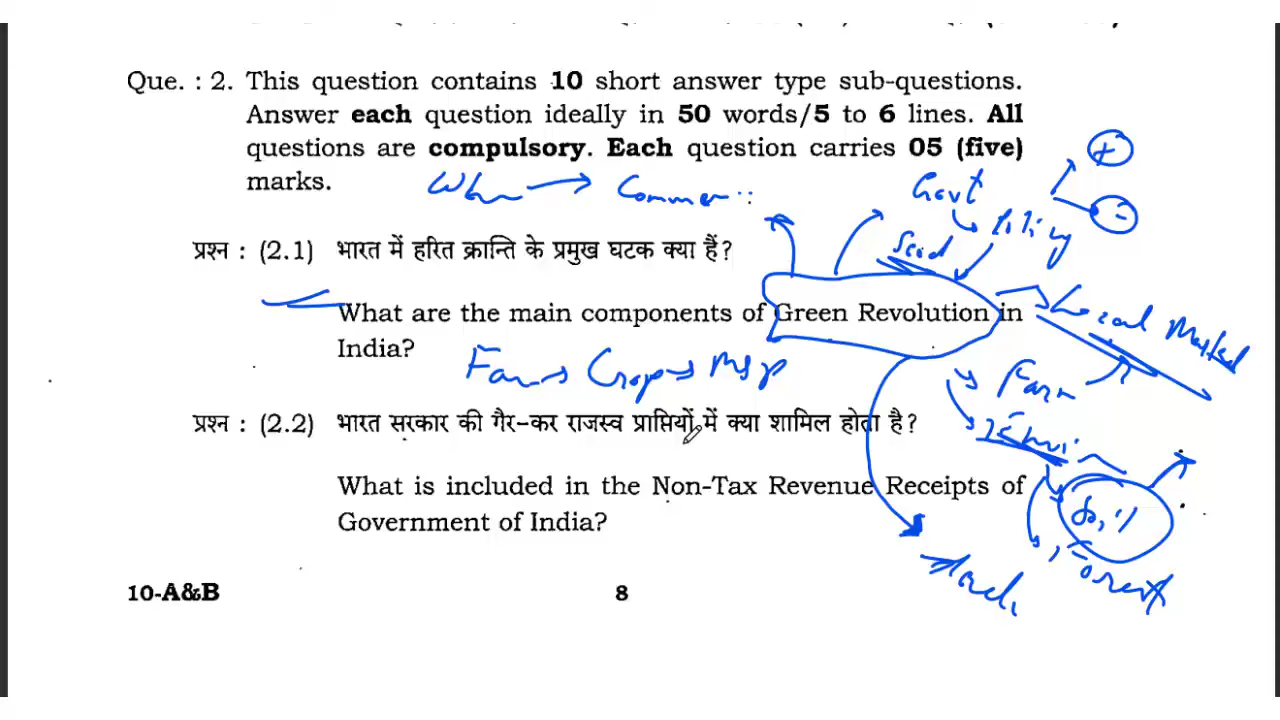 Que. : 2. This question contains 10 short answer type sub-questions.
Answer each question ideally in 50 words/5 to 6 lines. All
questions are compulsory. Each question carries 05 (five)
marks.
Govt
+
-
प्रश्न : (2.1) भारत में हरित क्रान्ति के प्रमुख घटक क्या हैं?
What are the main components of Green Revolution in
India?
Farm
प्रश्न : (2.2) भारत सरकार की गैर-कर राजस्व प्राप्तियों में क्या शामिल होता है?
What is included in the Non-Tax Revenue Receipts of
Government of India?
Forest
10-A&B
8